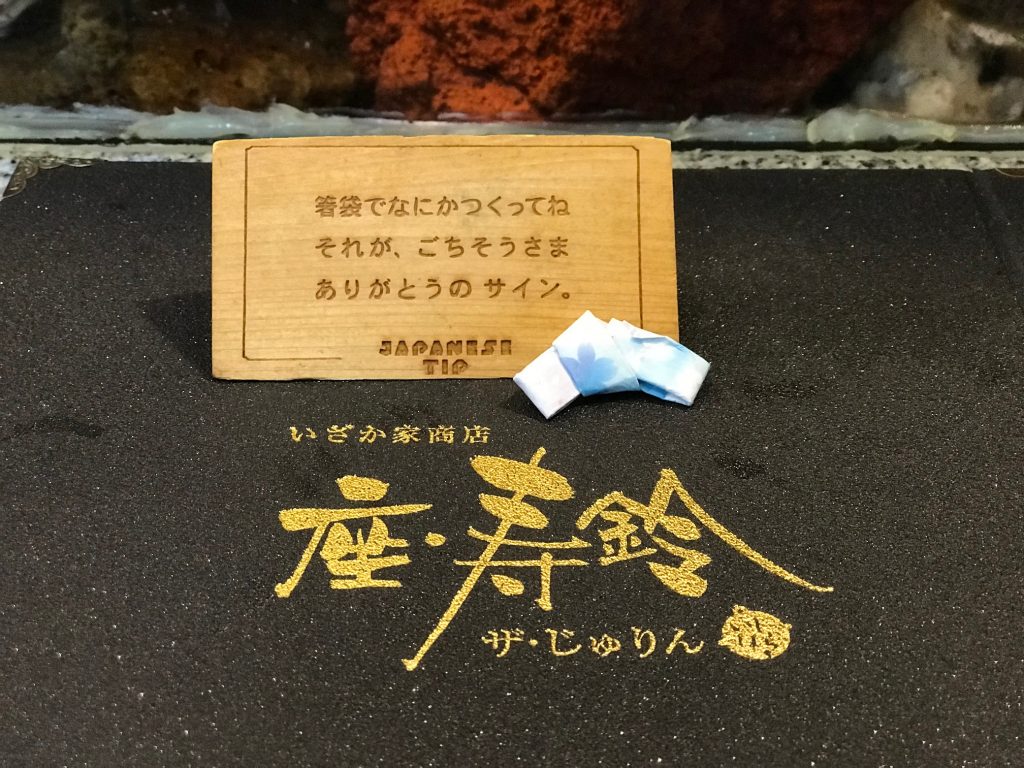 箸袋でなにかつくってね
それが、ごちそうさま
ありがとうの サイン。
JAPANESE
TIP
いざか家商店
座・寿鈴
ザ・じゅりん